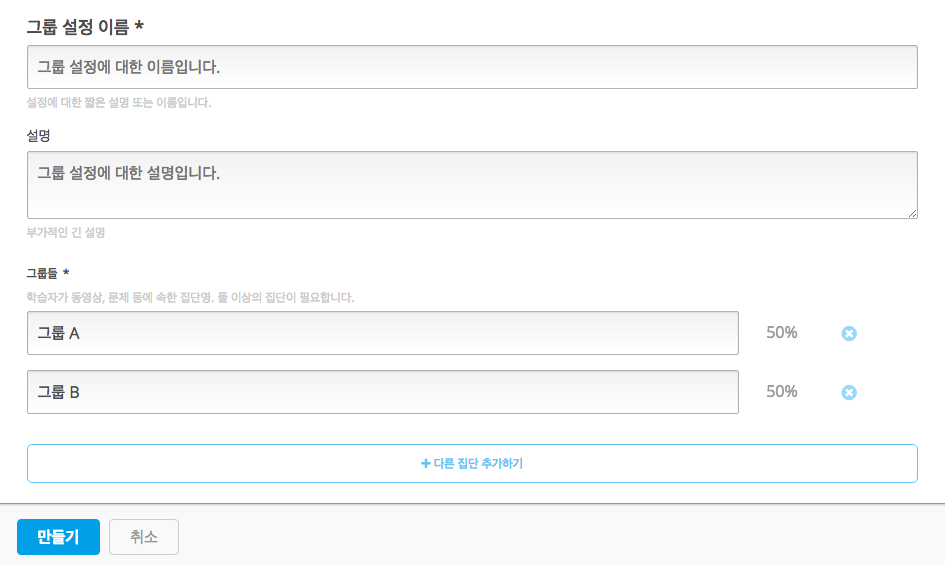 그룹 설정 이름 *
그룹 설정에 대한 이름입니다.
설정에 대한 짧은 설명 또는 이름입니다.
설명
그룹 설정에 대한 설명입니다.
부가적인 긴 설명
그룹들 *
학습자가 동영상, 문제 등에 속한 집단명. 둘 이상의 집단이 필요합니다.
그룹 A 50%
그룹 B 50%
+ 다른 집단 추가하기
만들기 취소